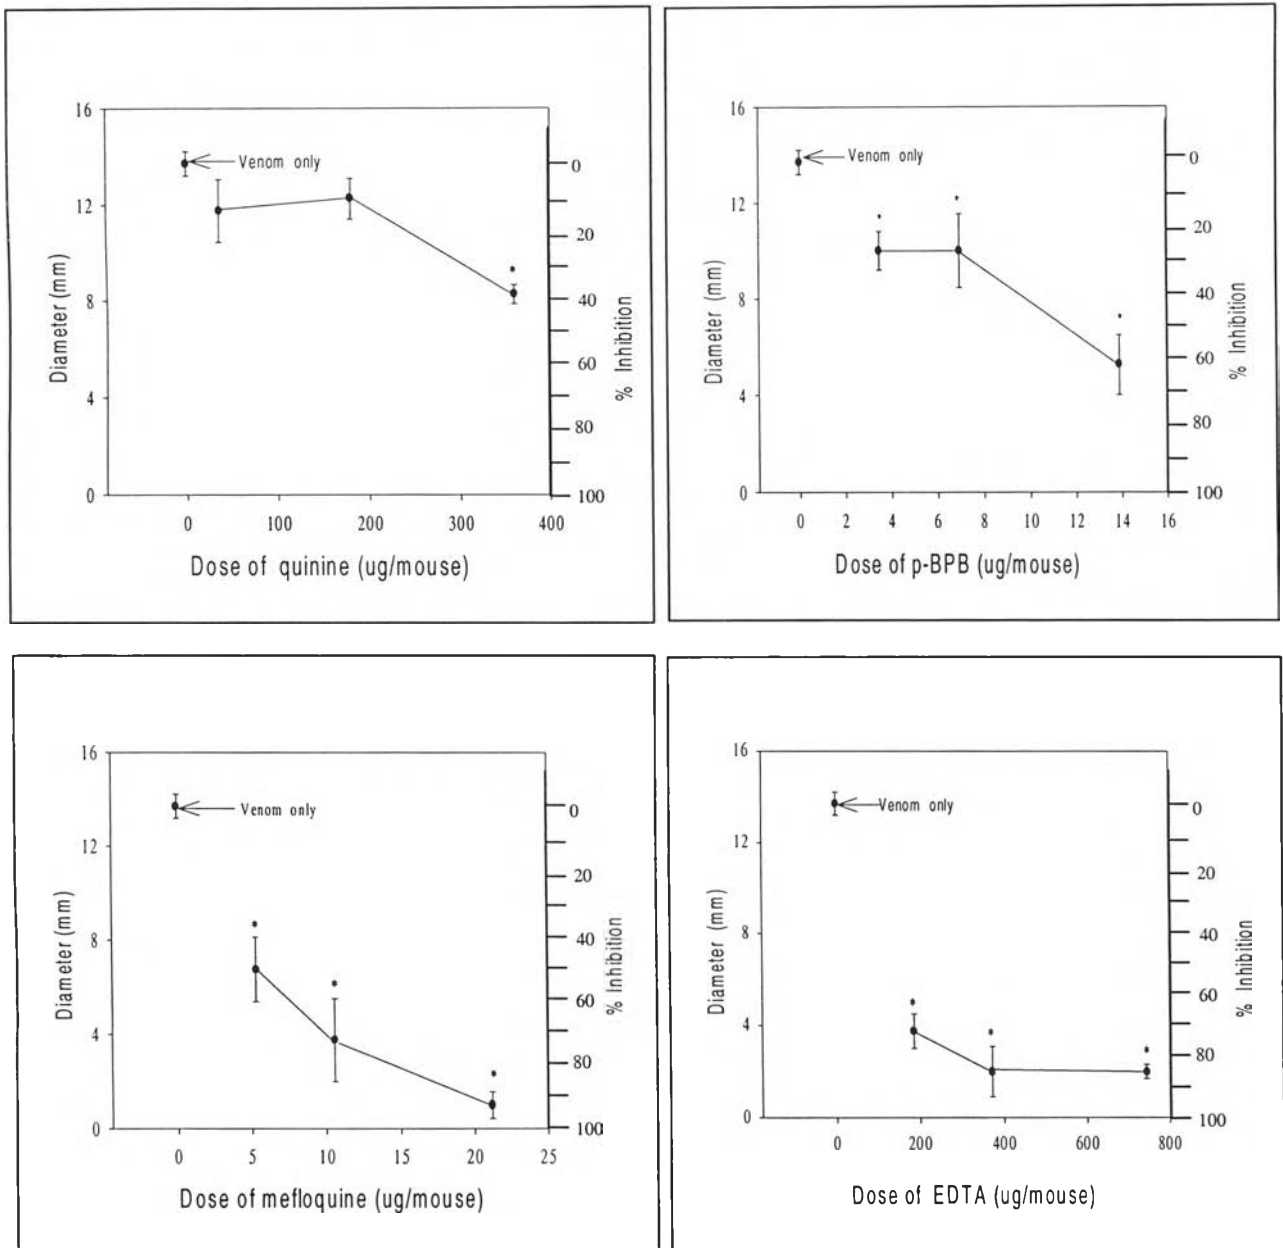 16
12
8
4
0
Diameter (mm)
Venom only
0
20
40
60
80
100
% Inhibition
*
0 100 200 300 400
Dose of quinine (ug/mouse)
16
12
8
4
0
Diameter (mm)
Venom only
0
20
40
60
80
100
% Inhibition
* * *
0 2 4 6 8 10 12 14 16
Dose of p-BPB (ug/mouse)
16
12
8
4
0
Diameter (mm)
Venom only
0
20
40
60
80
100
% Inhibition
* * *
0 5 10 15 20 25
Dose of mefloquine (ug/mouse)
16
12
8
4
0
Diameter (mm)
Venom only
0
20
40
60
80
100
% Inhibition
* * *
0 200 400 600 800
Dose of EDTA (ug/mouse)